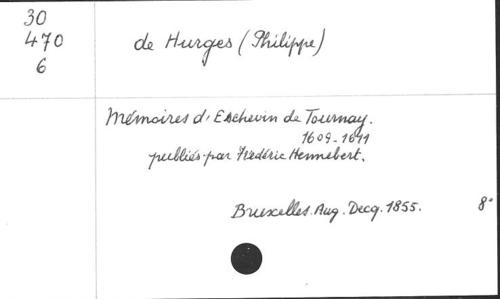 30
470
6
de Hurges (Philippe)
Mémoires d'Eschevin de Tournay.
1609-1611
publiés par Frédéric Hennebert.
Bruxelles. Aug. Decq. 1855. 8°